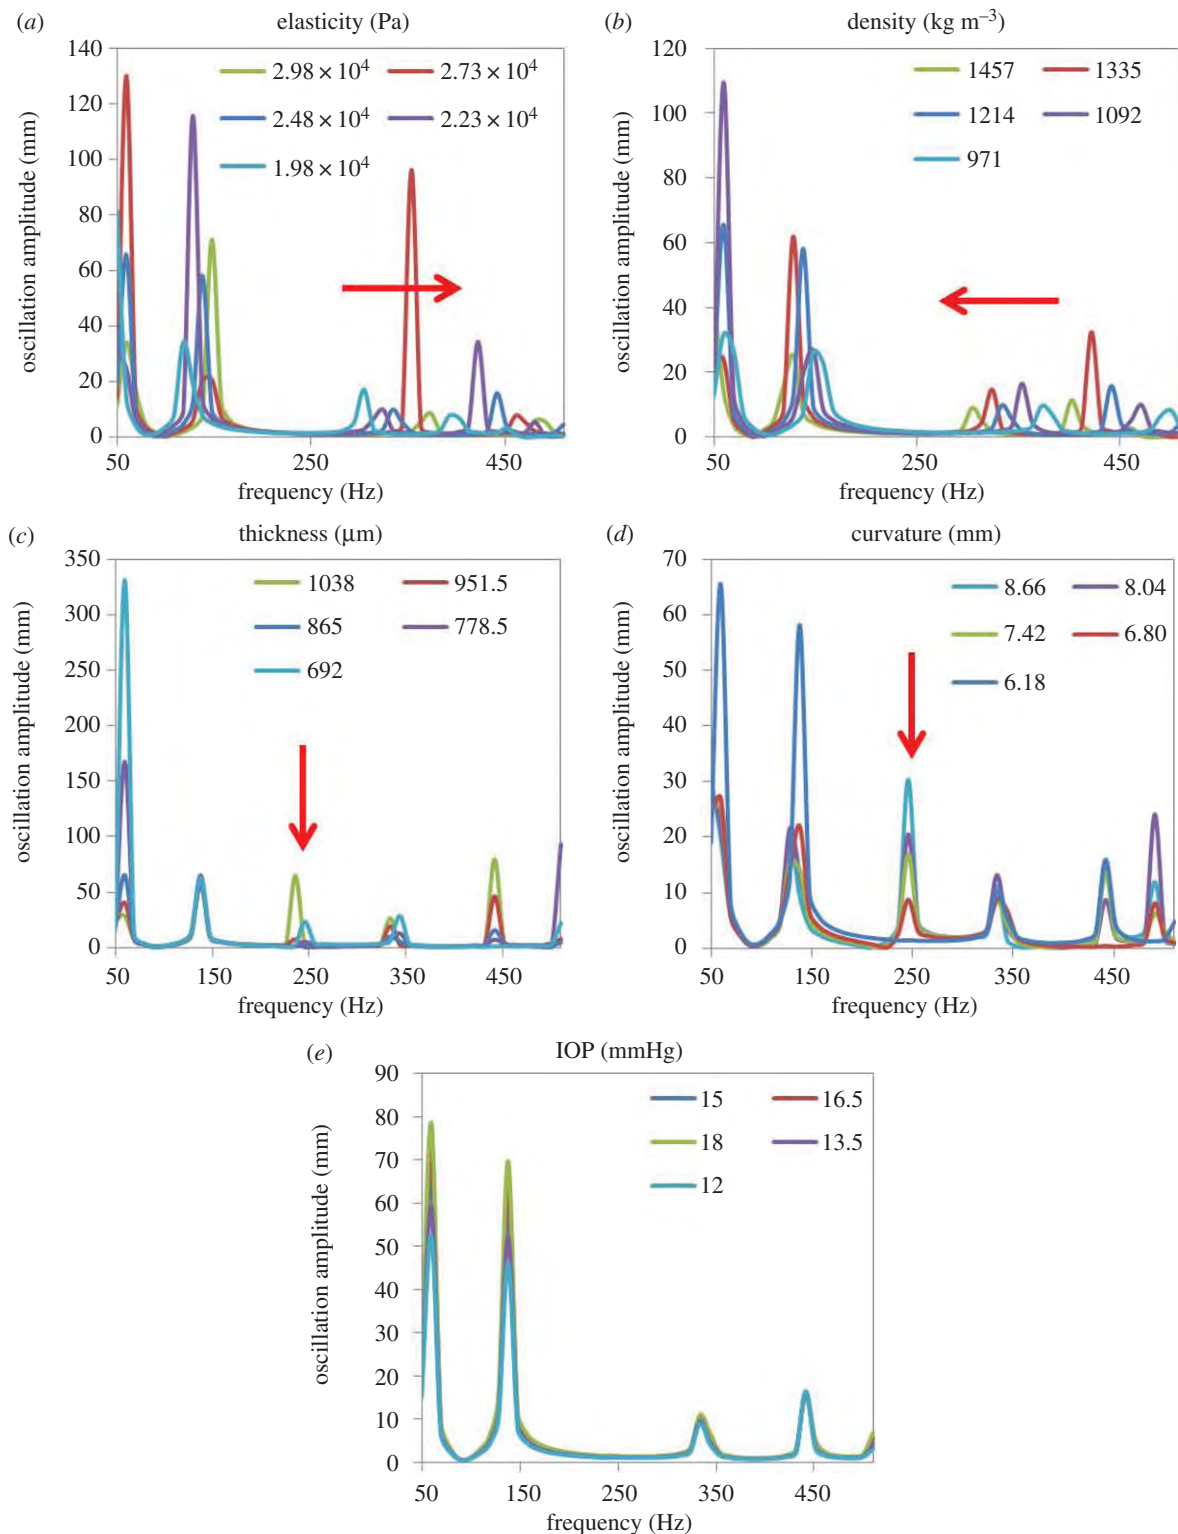 (a) elasticity (Pa)
140
120
100
80
60
40
20
0
50 250 450
2.98 × 10⁴ 2.73 × 10⁴
2.48 × 10⁴ 2.23 × 10⁴
1.98 × 10⁴
oscillation amplitude (mm)
frequency (Hz)
(b) density (kg m⁻³)
120
100
80
60
40
20
0
50 250 450
1457 1335
1214 1092
971
oscillation amplitude (mm)
frequency (Hz)
(c) thickness (μm)
350
300
250
200
150
100
50
0
50 150 250 350 450
1038 951.5
865 778.5
692
oscillation amplitude (mm)
frequency (Hz)
(d) curvature (mm)
70
60
50
40
30
20
10
0
50 150 250 350 450
8.66 8.04
7.42 6.80
6.18
oscillation amplitude (mm)
frequency (Hz)
(e) IOP (mmHg)
90
80
70
60
50
40
30
20
10
0
50 150 250 350 450
15 16.5
18 13.5
12
oscillation amplitude (mm)
frequency (Hz)